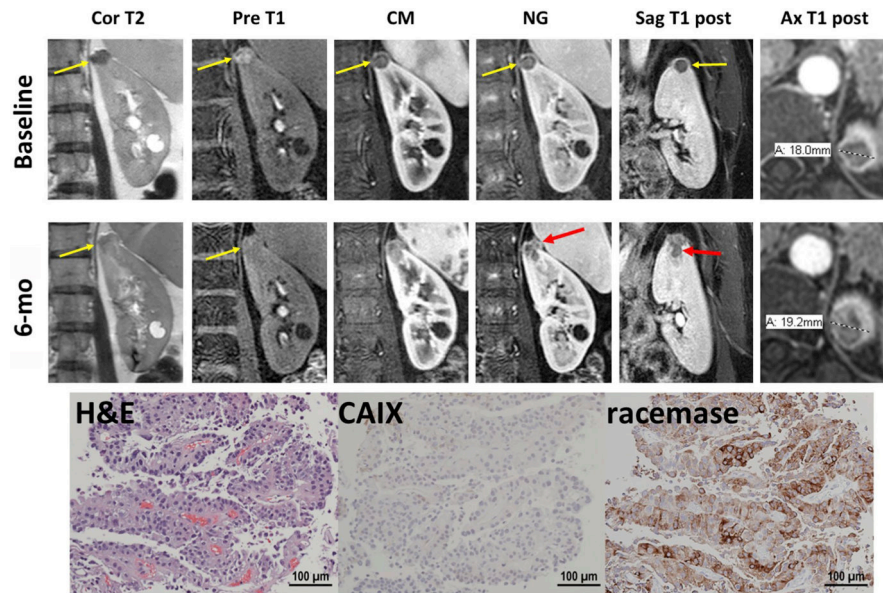 Cor T2 Pre T1 CM NG Sag T1 post Ax T1 post
Baseline
A: 18.0mm
6-mo
A: 19.2mm
H&E CAIX racemase
100 µm 100 µm 100 µm